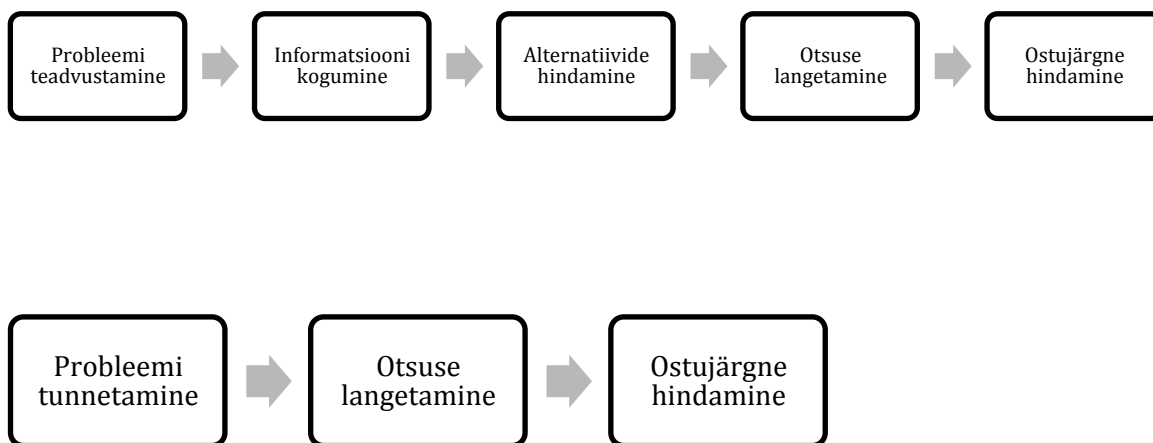 Probleemi
teadvustamine
Informatsiooni
kogumine
Alternatiivide
hindamine
Otsuse
langetamine
Ostujärgne
hindamine
Probleemi
tunnetamine
Otsuse
langetamine
Ostujärgne
hindamine